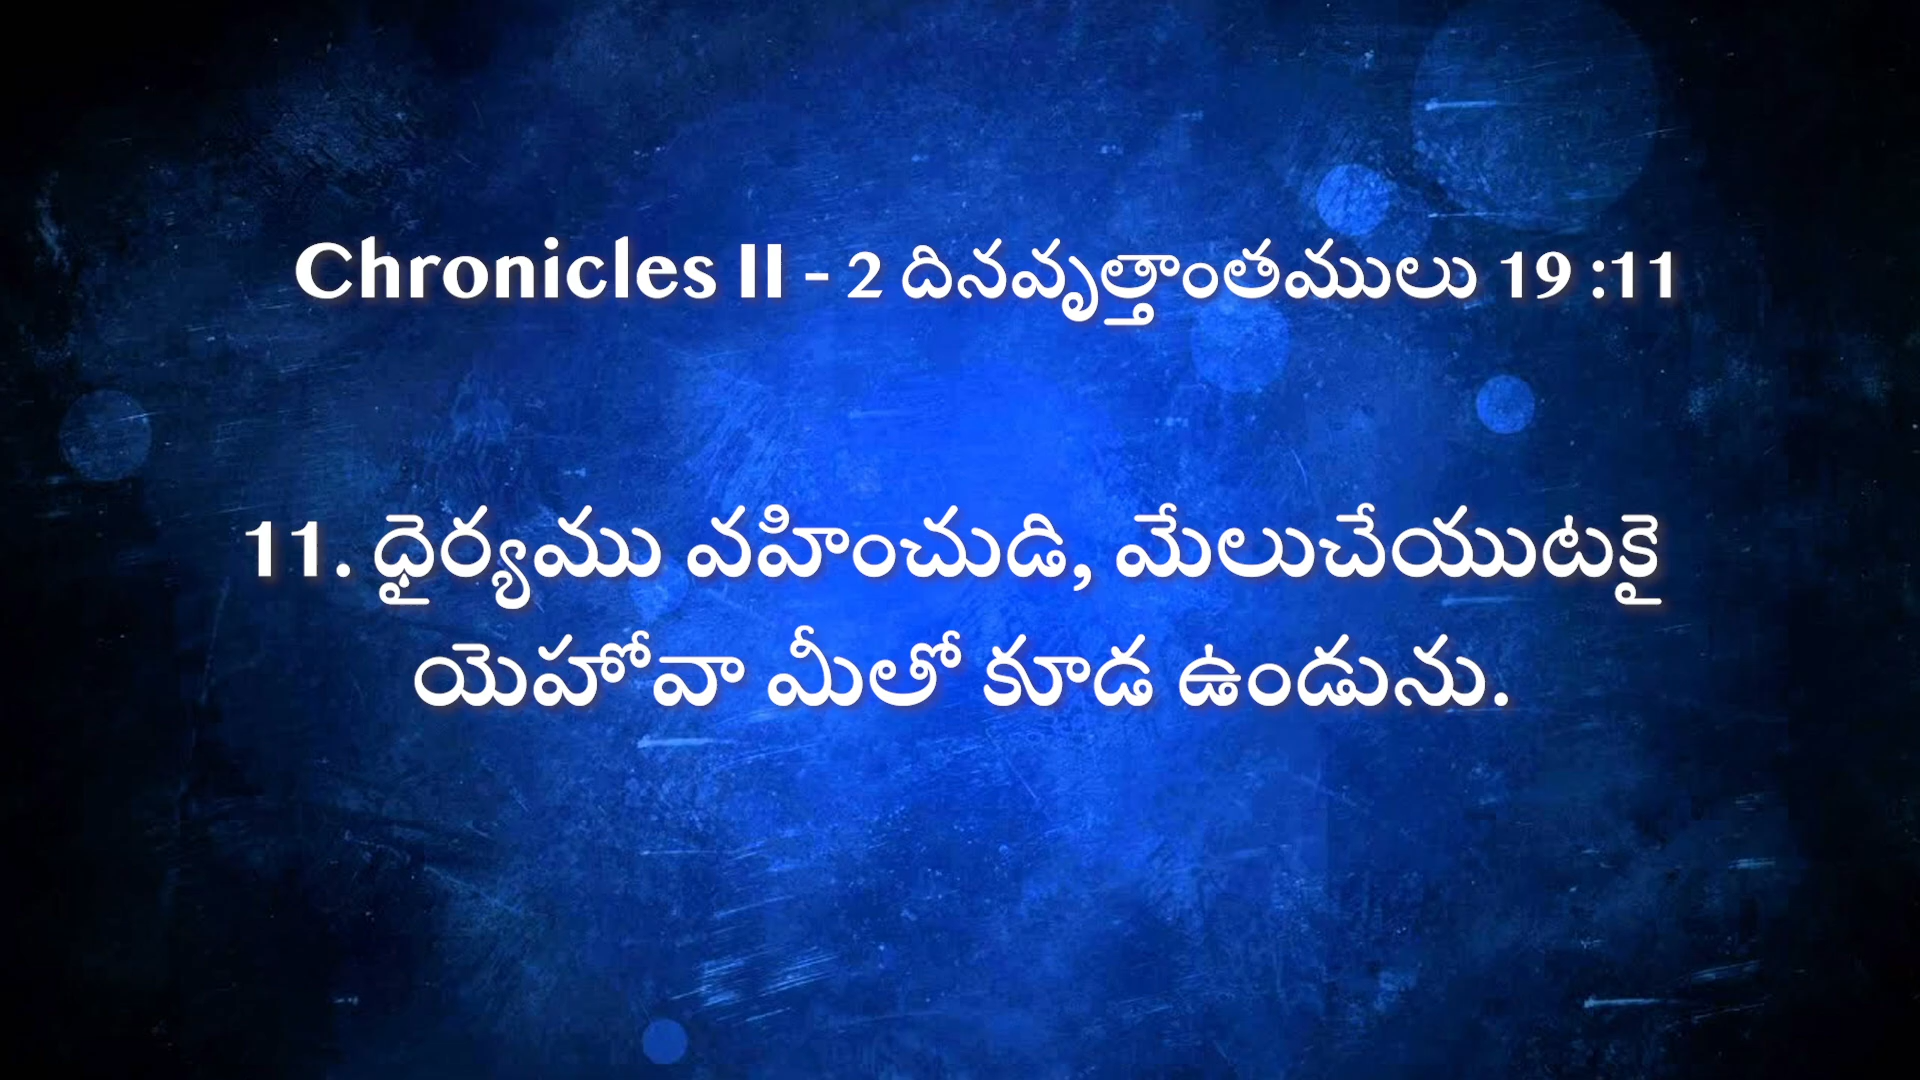 Chronicles II - 2 దినవృత్తాంతములు 19 :11
11. ధైర్యము వహించుడి, మేలుచేయుటకై
యెహోవా మీతో కూడ ఉండును.